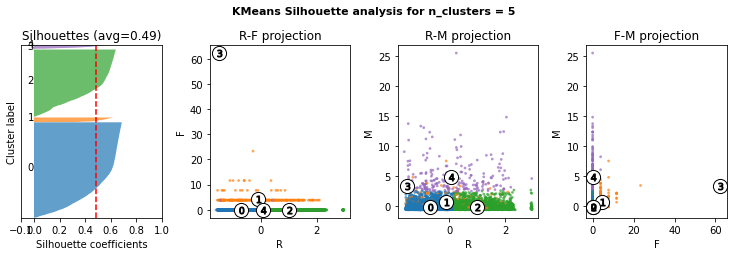 KMeans Silhouette analysis for n_clusters = 5
Silhouettes (avg=0.49)
Cluster label
4
3
2
1
0
-0.1 0.0 0.2 0.4 0.6 0.8 1.0
Silhouette coefficients
R-F projection
F
60
50
40
30
20
10
0
3
1
0 4 2
0 2
R
R-M projection
M
25
20
15
10
5
0
4
3
1
0 2
0 2
R
F-M projection
M
25
20
15
10
5
0
4
3
1
0 20 40 60
F